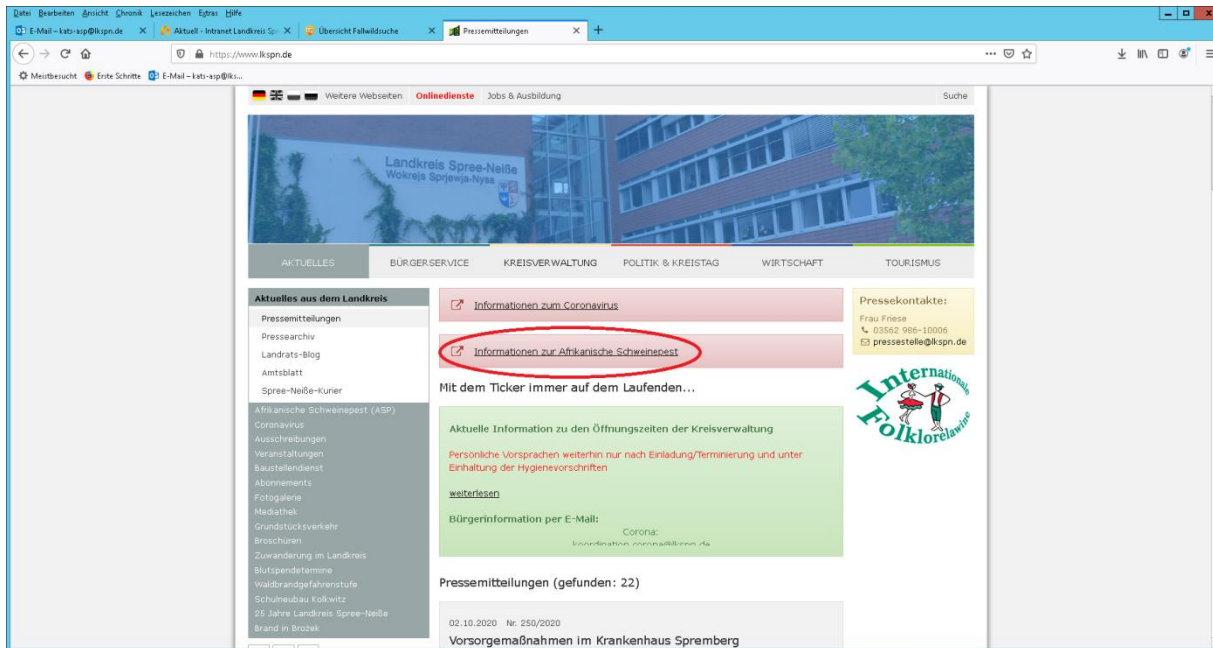 Datei Bearbeiten Ansicht Chronik Lesezeichen Extras Hilfe
E-Mail – kats-asp@lkspn.de
Aktuell - Intranet Landkreis Sp
Übersicht Fallwildsuche
Pressemitteilungen
https://www.lkspn.de
Meistbesucht Erste Schritte E-Mail – kats-asp@lks...
Weitere Webseiten Onlinedienste Jobs & Ausbildung Suche
Landkreis Spree-Neiße
Wokrejs Sprjewja-Nysa
AKTUELLES BÜRGERSERVICE KREISVERWALTUNG POLITIK & KREISTAG WIRTSCHAFT TOURISMUS
Aktuelles aus dem Landkreis
Pressemitteilungen
Pressearchiv
Landrats-Blog
Amtsblatt
Spree-Neiße-Kurier
Afrikanische Schweinepest (ASP)
Coronavirus
Ausschreibungen
Veranstaltungen
Baustellendienst
Abonnements
Fotogalerie
Mediathek
Grundstücksverkehr
Broschüren
Zuwanderung im Landkreis
Blutspendetermine
Waldbrandgefahrenstufe
Schulneubau Kolkwitz
25 Jahre Landkreis Spree-Neiße
Brand in Brozek
Informationen zum Coronavirus
Informationen zur Afrikanische Schweinepest
Mit dem Ticker immer auf dem Laufenden...
Aktuelle Information zu den Öffnungszeiten der Kreisverwaltung
Persönliche Vorsprachen weiterhin nur nach Einladung/Terminierung und unter
Einhaltung der Hygienevorschriften
weiterlesen
Bürgerinformation per E-Mail:
Corona:
koordination.corona@lkspn.de
Pressemitteilungen (gefunden: 22)
02.10.2020 Nr. 250/2020
Vorsorgemaßnahmen im Krankenhaus Spremberg
Pressekontakte:
Frau Friese
03562 986-10006
pressestelle@lkspn.de
Internationale
Folklorelawine